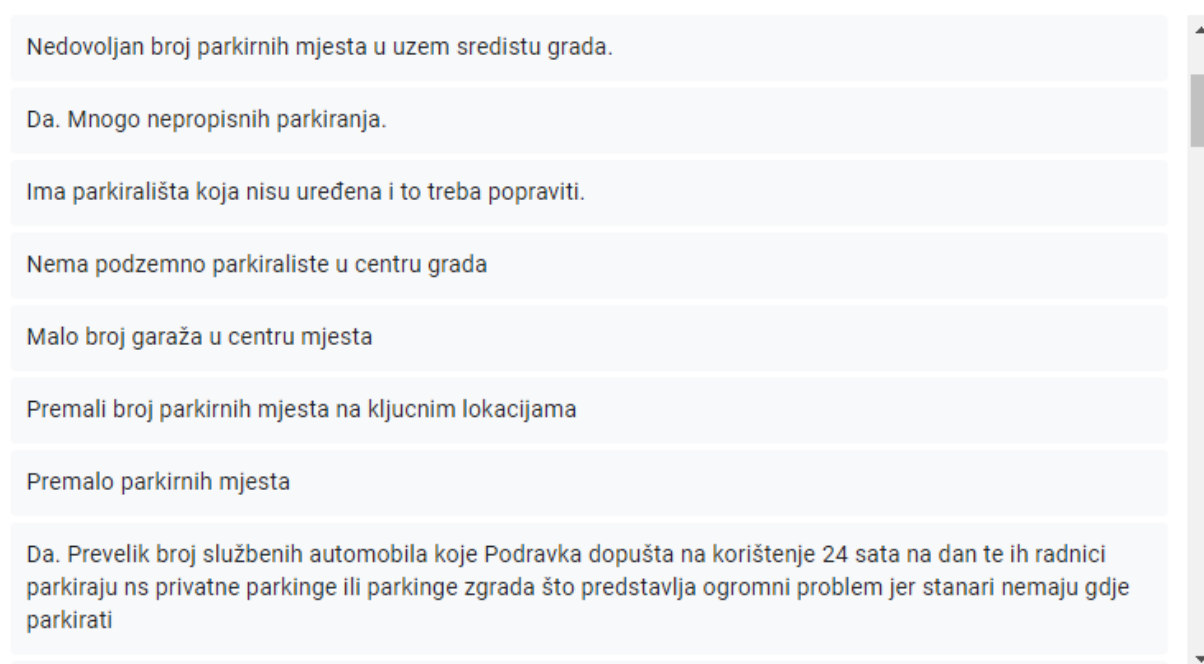 Nedovoljan broj parkirnih mjesta u uzem sredistu grada.
Da. Mnogo nepropisnih parkiranja.
Ima parkirališta koja nisu uređena i to treba popraviti.
Nema podzemno parkiraliste u centru grada
Malo broj garaža u centru mjesta
Premali broj parkirnih mjesta na kljucnim lokacijama
Premalo parkirnih mjesta
Da. Prevelik broj službenih automobila koje Podravka dopušta na korištenje 24 sata na dan te ih radnici
parkiraju ns privatne parkinge ili parkinge zgrada što predstavlja ogromni problem jer stanari nemaju gdje
parkirati